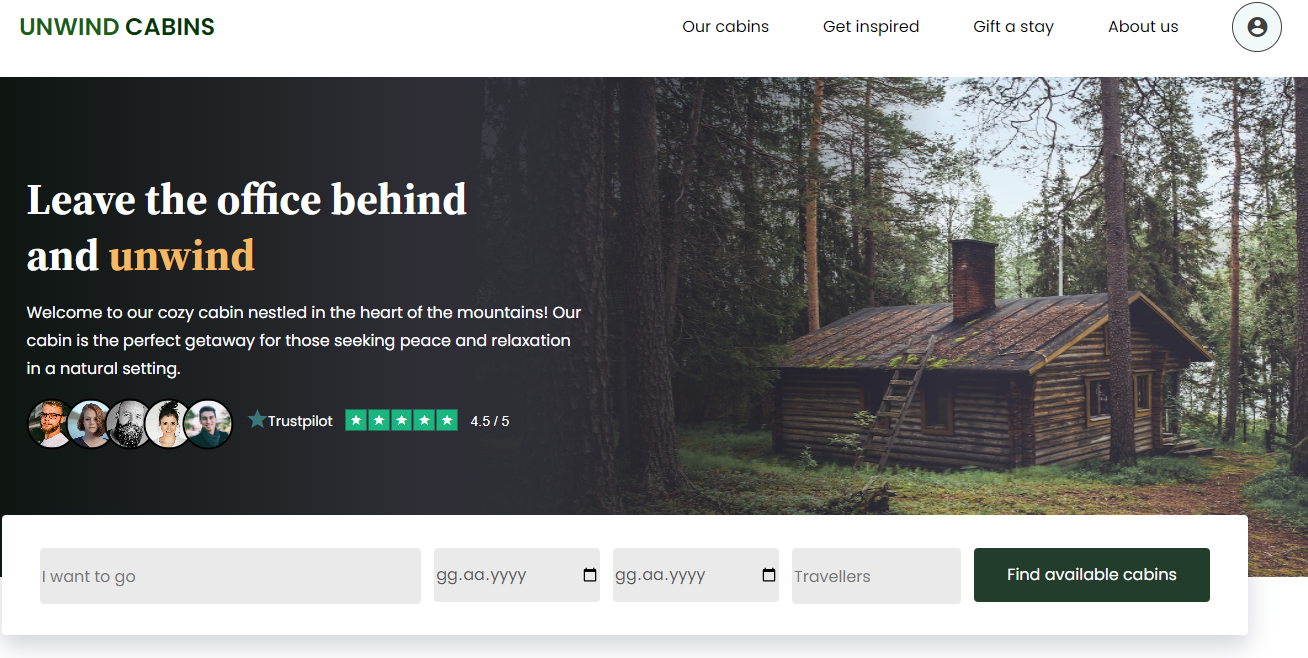 UNWIND CABINS
Our cabins
Get inspired
Gift a stay
About us
Leave the office behind
and unwind
Welcome to our cozy cabin nestled in the heart of the mountains! Our
cabin is the perfect getaway for those seeking peace and relaxation
in a natural setting.
Trustpilot
4.5 / 5
I want to go
gg.aa.yyyy
gg.aa.yyyy
Travellers
Find available cabins